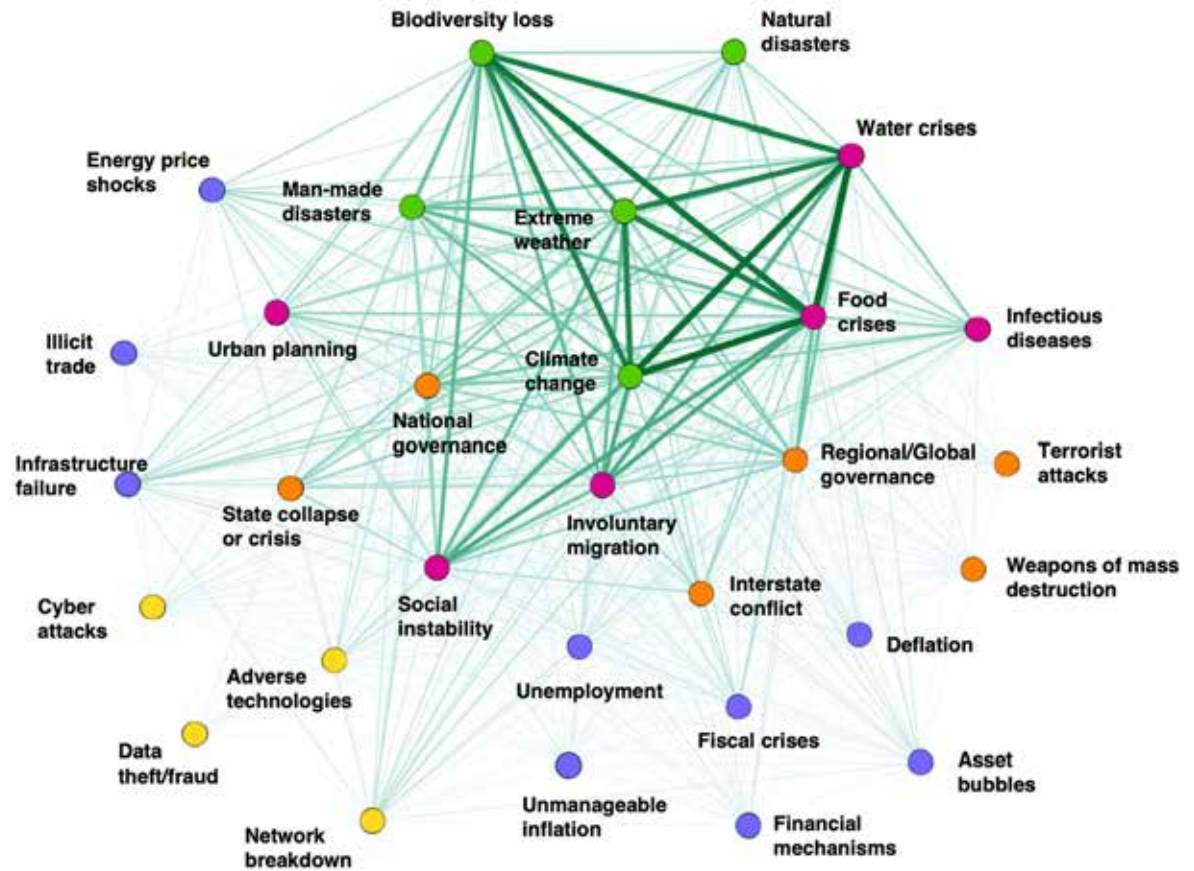 Biodiversity loss
Natural
disasters
Water crises
Energy price
shocks
Man-made
disasters
Extreme
weather
Food
crises
Infectious
diseases
Illicit
trade
Urban planning
Climate
change
National
governance
Regional/Global
governance
Terrorist
attacks
Infrastructure
failure
State collapse
or crisis
Involuntary
migration
Weapons of mass
destruction
Interstate
conflict
Cyber
attacks
Social
instability
Deflation
Adverse
technologies
Unemployment
Fiscal crises
Data
theft/fraud
Asset
bubbles
Unmanageable
inflation
Financial
mechanisms
Network
breakdown